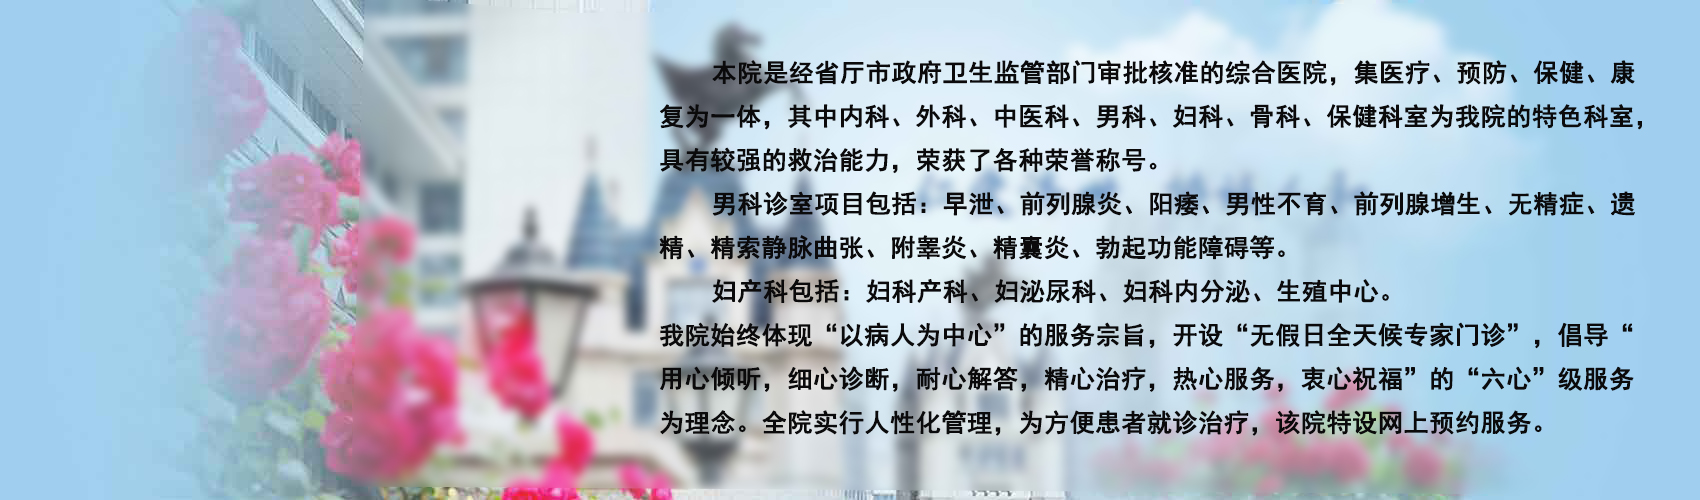 本院是经省厅市政府卫生监管部门审批核准的综合医院，集医疗、预防、保健、康
复为一体，其中内科、外科、中医科、男科、妇科、骨科、保健科室为我院的特色科室，
具有较强的救治能力，荣获了各种荣誉称号。
男科诊室项目包括：早泄、前列腺炎、阳痿、男性不育、前列腺增生、无精症、遗
精、精索静脉曲张、附睾炎、精囊炎、勃起功能障碍等。
妇产科包括：妇科产科、妇泌尿科、妇科内分泌、生殖中心。
我院始终体现“以病人为中心”的服务宗旨，开设“无假日全天候专家门诊”，倡导“
用心倾听，细心诊断，耐心解答，精心治疗，热心服务，衷心祝福”的“六心”级服务
为理念。全院实行人性化管理，为方便患者就诊治疗，该院特设网上预约服务。